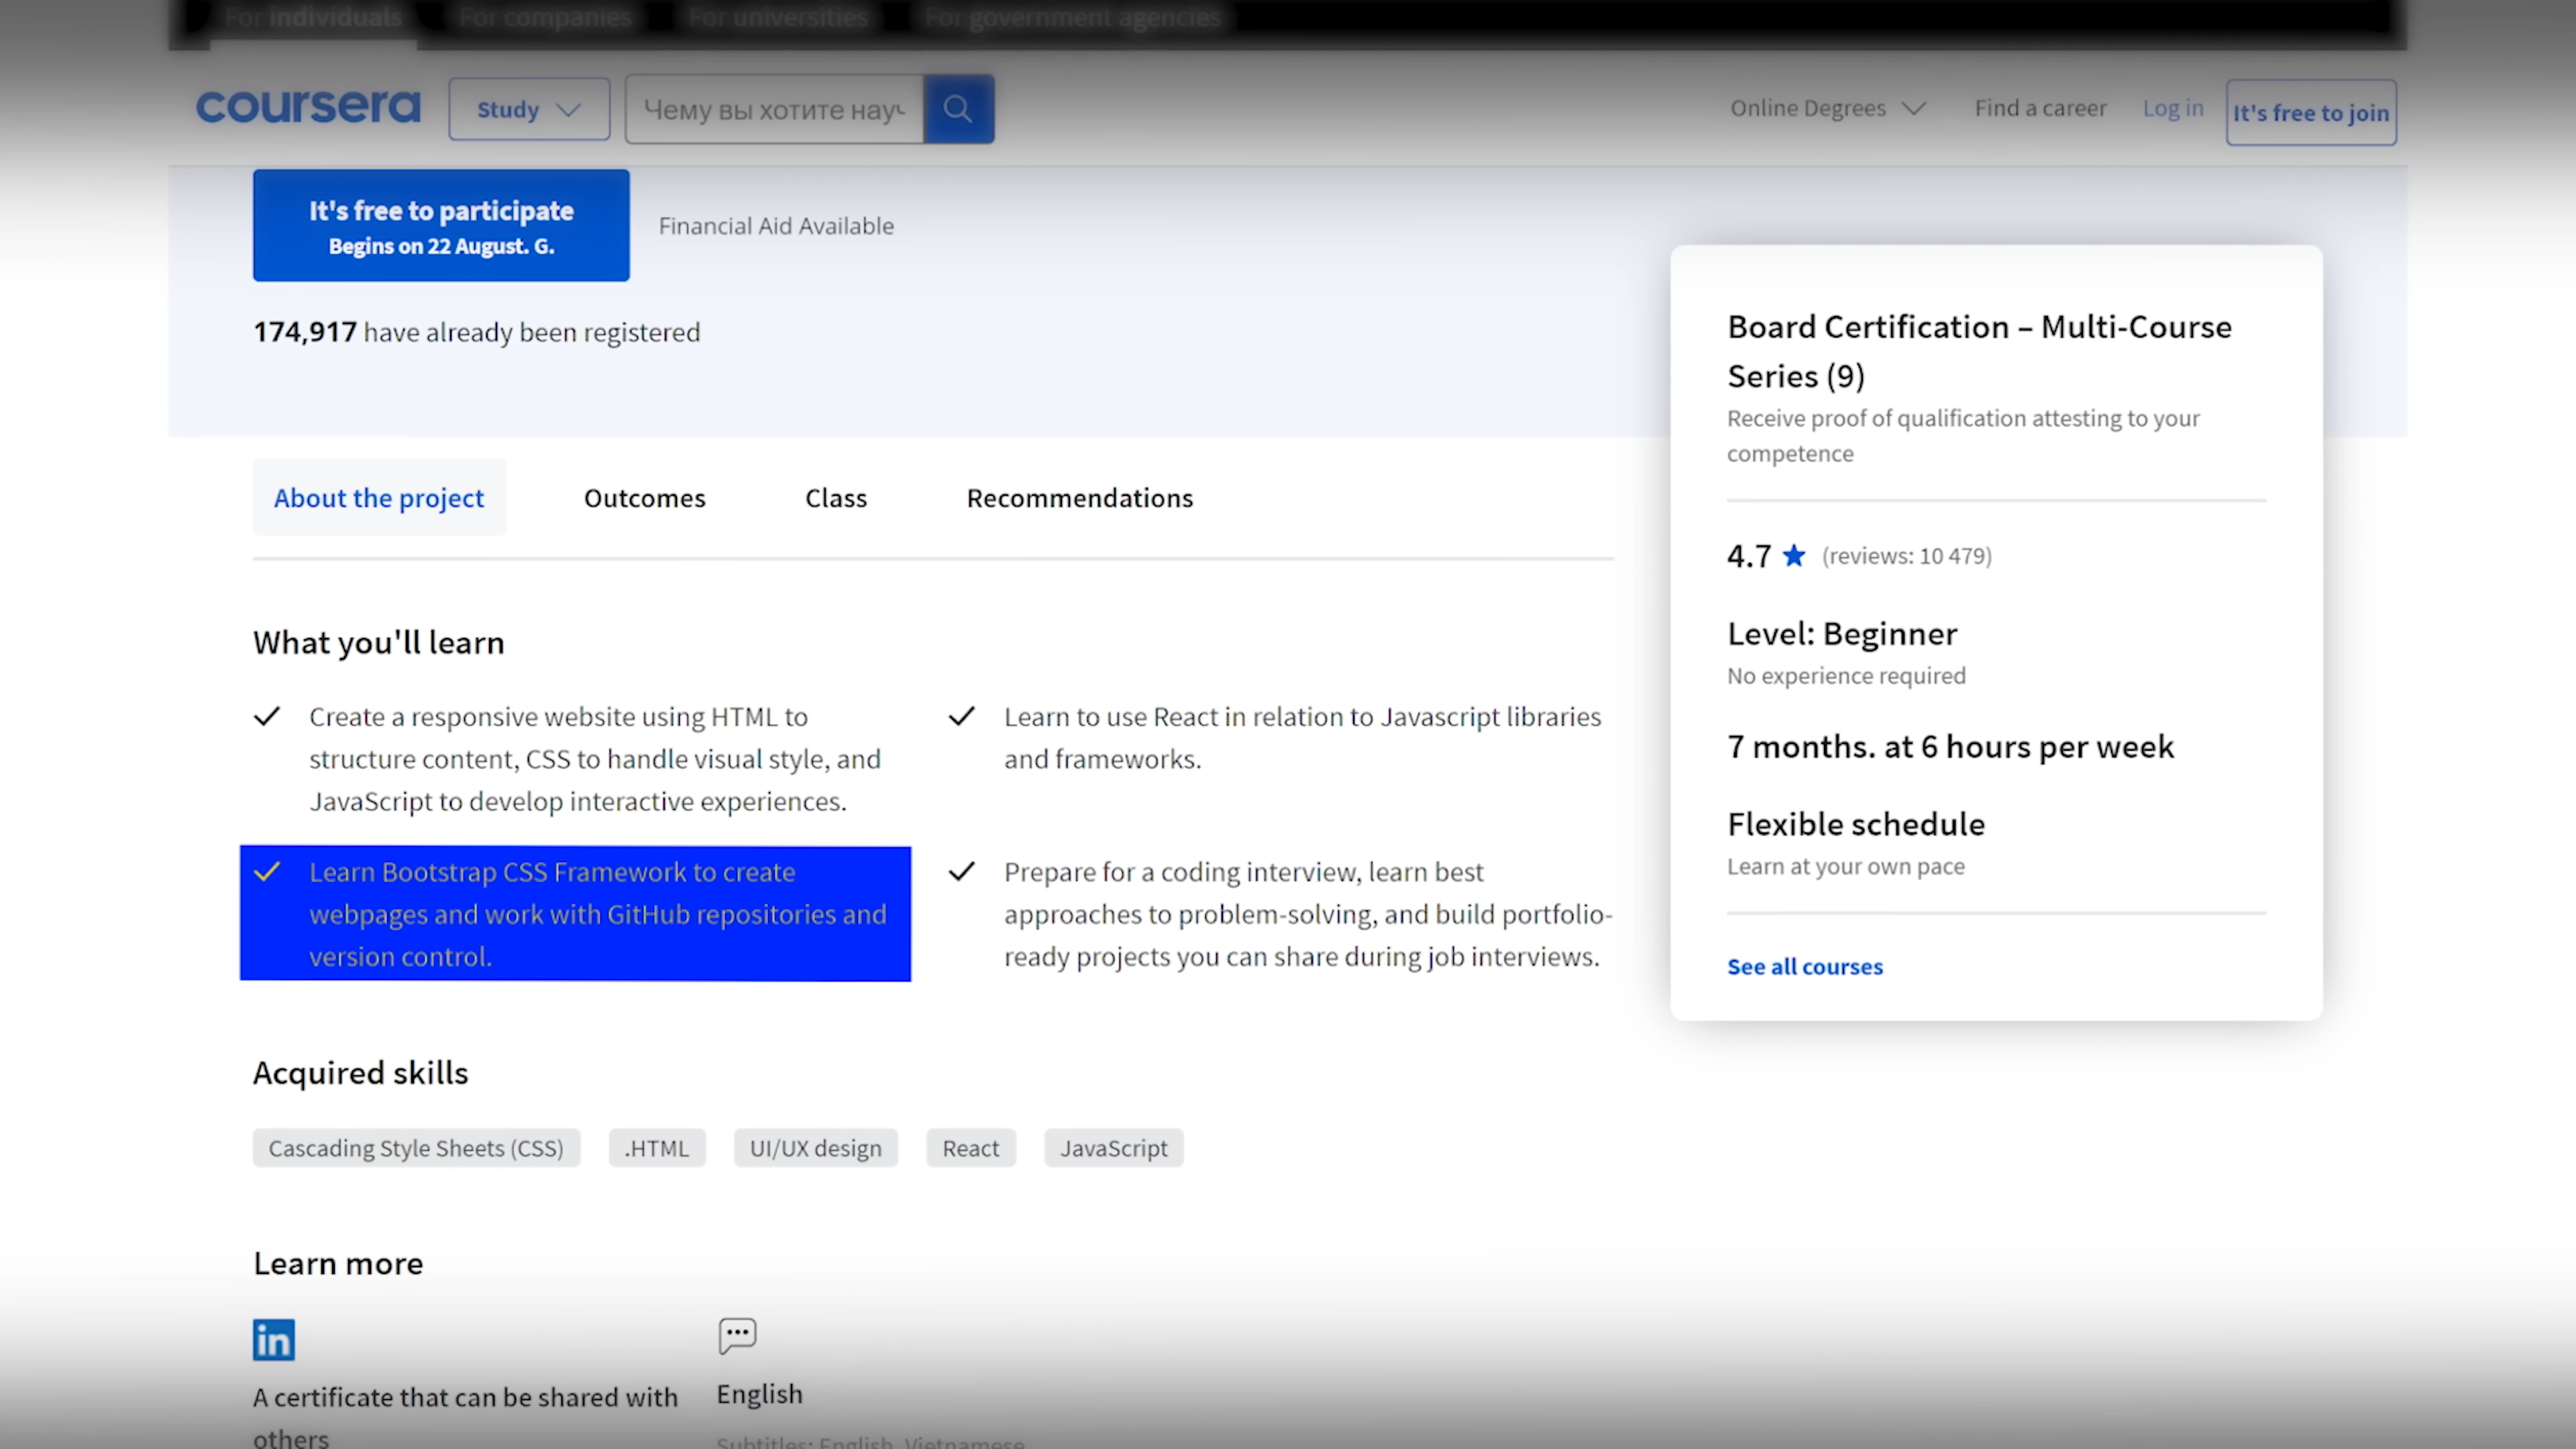 For individuals For companies For universities For government agencies
coursera Study Чему вы хотите науч Online Degrees Find a career Log in It's free to join
It's free to participate
Begins on 22 August. G.
Financial Aid Available
174,917 have already been registered
About the project Outcomes Class Recommendations
What you'll learn
Create a responsive website using HTML to
structure content, CSS to handle visual style, and
JavaScript to develop interactive experiences.
Learn to use React in relation to Javascript libraries
and frameworks.
Learn Bootstrap CSS Framework to create
webpages and work with GitHub repositories and
version control.
Prepare for a coding interview, learn best
approaches to problem-solving, and build portfolio-
ready projects you can share during job interviews.
Acquired skills
Cascading Style Sheets (CSS) .HTML UI/UX design React JavaScript
Learn more
in
A certificate that can be shared with
others
English
Subtitles: English, Vietnamese
Board Certification – Multi-Course
Series (9)
Receive proof of qualification attesting to your
competence
4.7 ★ (reviews: 10 479)
Level: Beginner
No experience required
7 months. at 6 hours per week
Flexible schedule
Learn at your own pace
See all courses